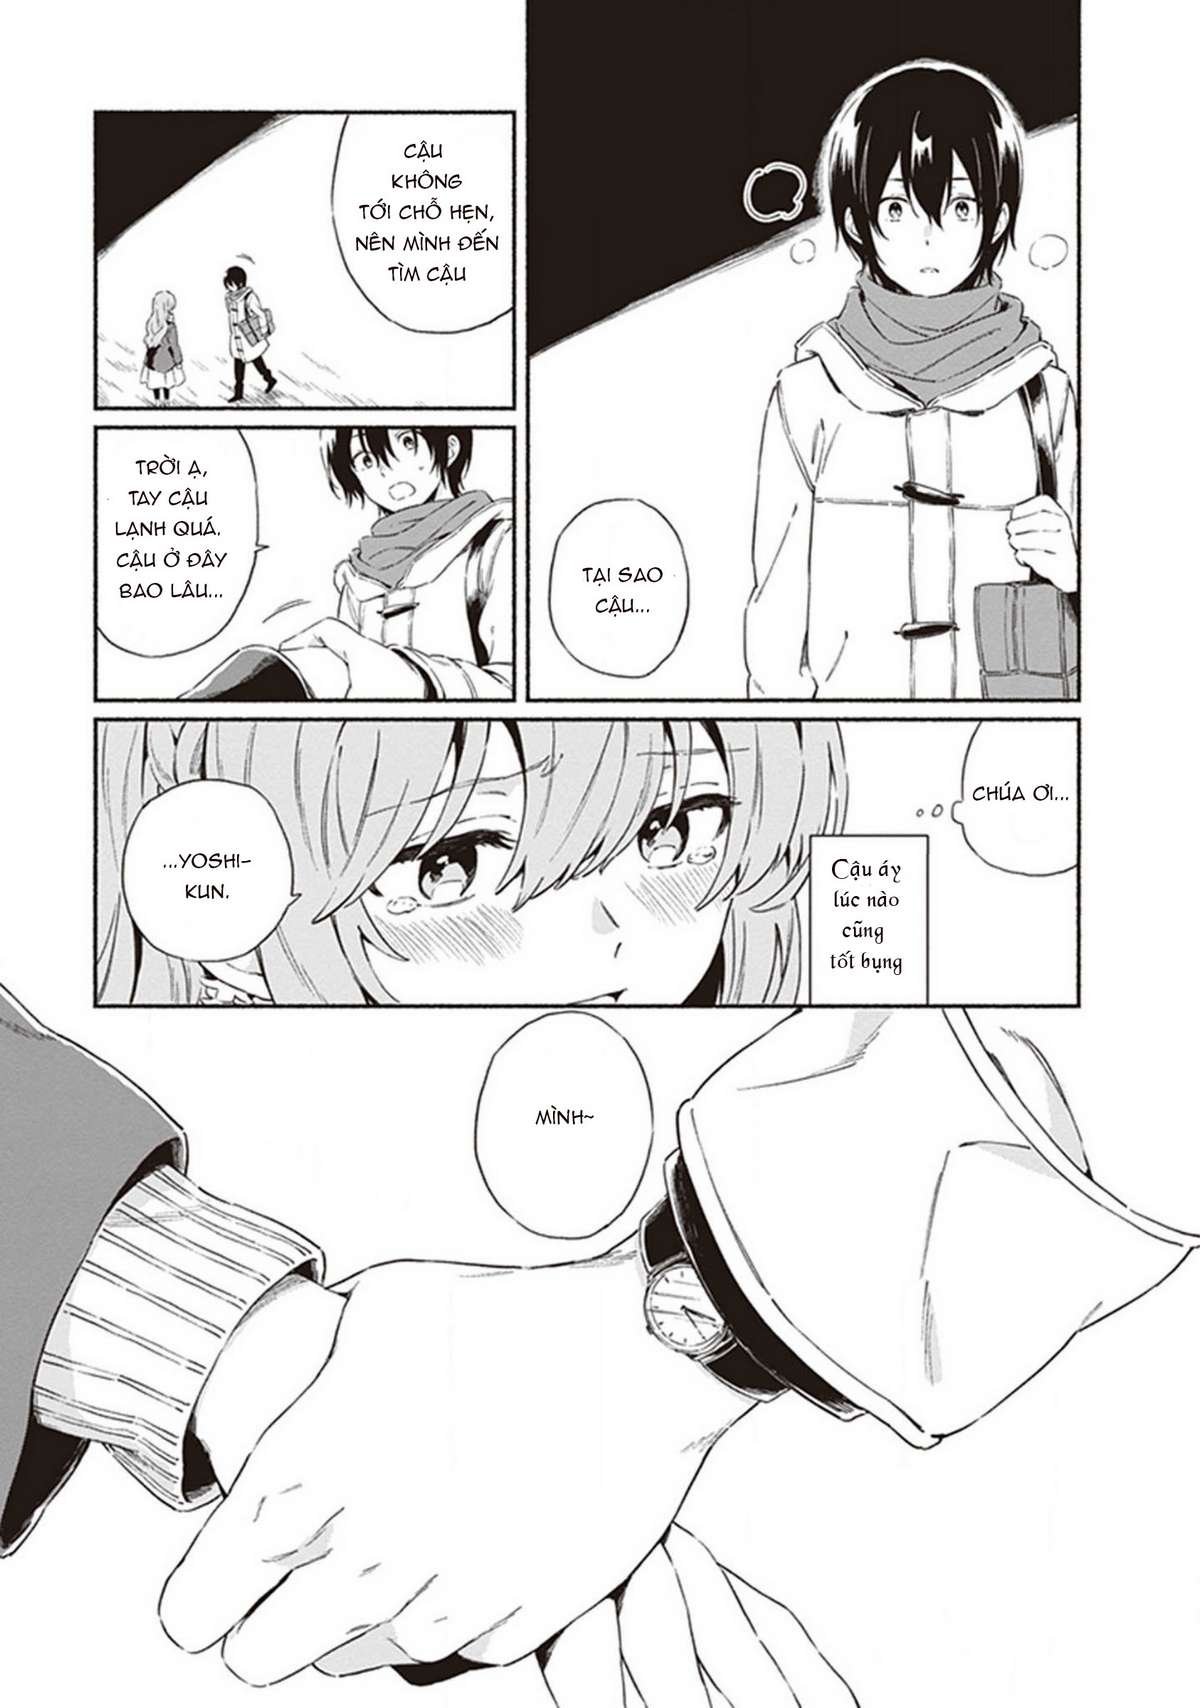 TẠI SAO
CẬU...
CẬU
KHÔNG
TỚI CHỖ HẸN,
NÊN MÌNH ĐẾN
TÌM CẬU
TRỜI Ạ,
TAY CẬU
LẠNH QUÁ.
CẬU Ở ĐÂY
BAO LÂU...
CHÚA ƠI...
Cậu ấy
lúc nào
cũng
tốt bụng
...YOSHI-
KUN.
MÌNH~